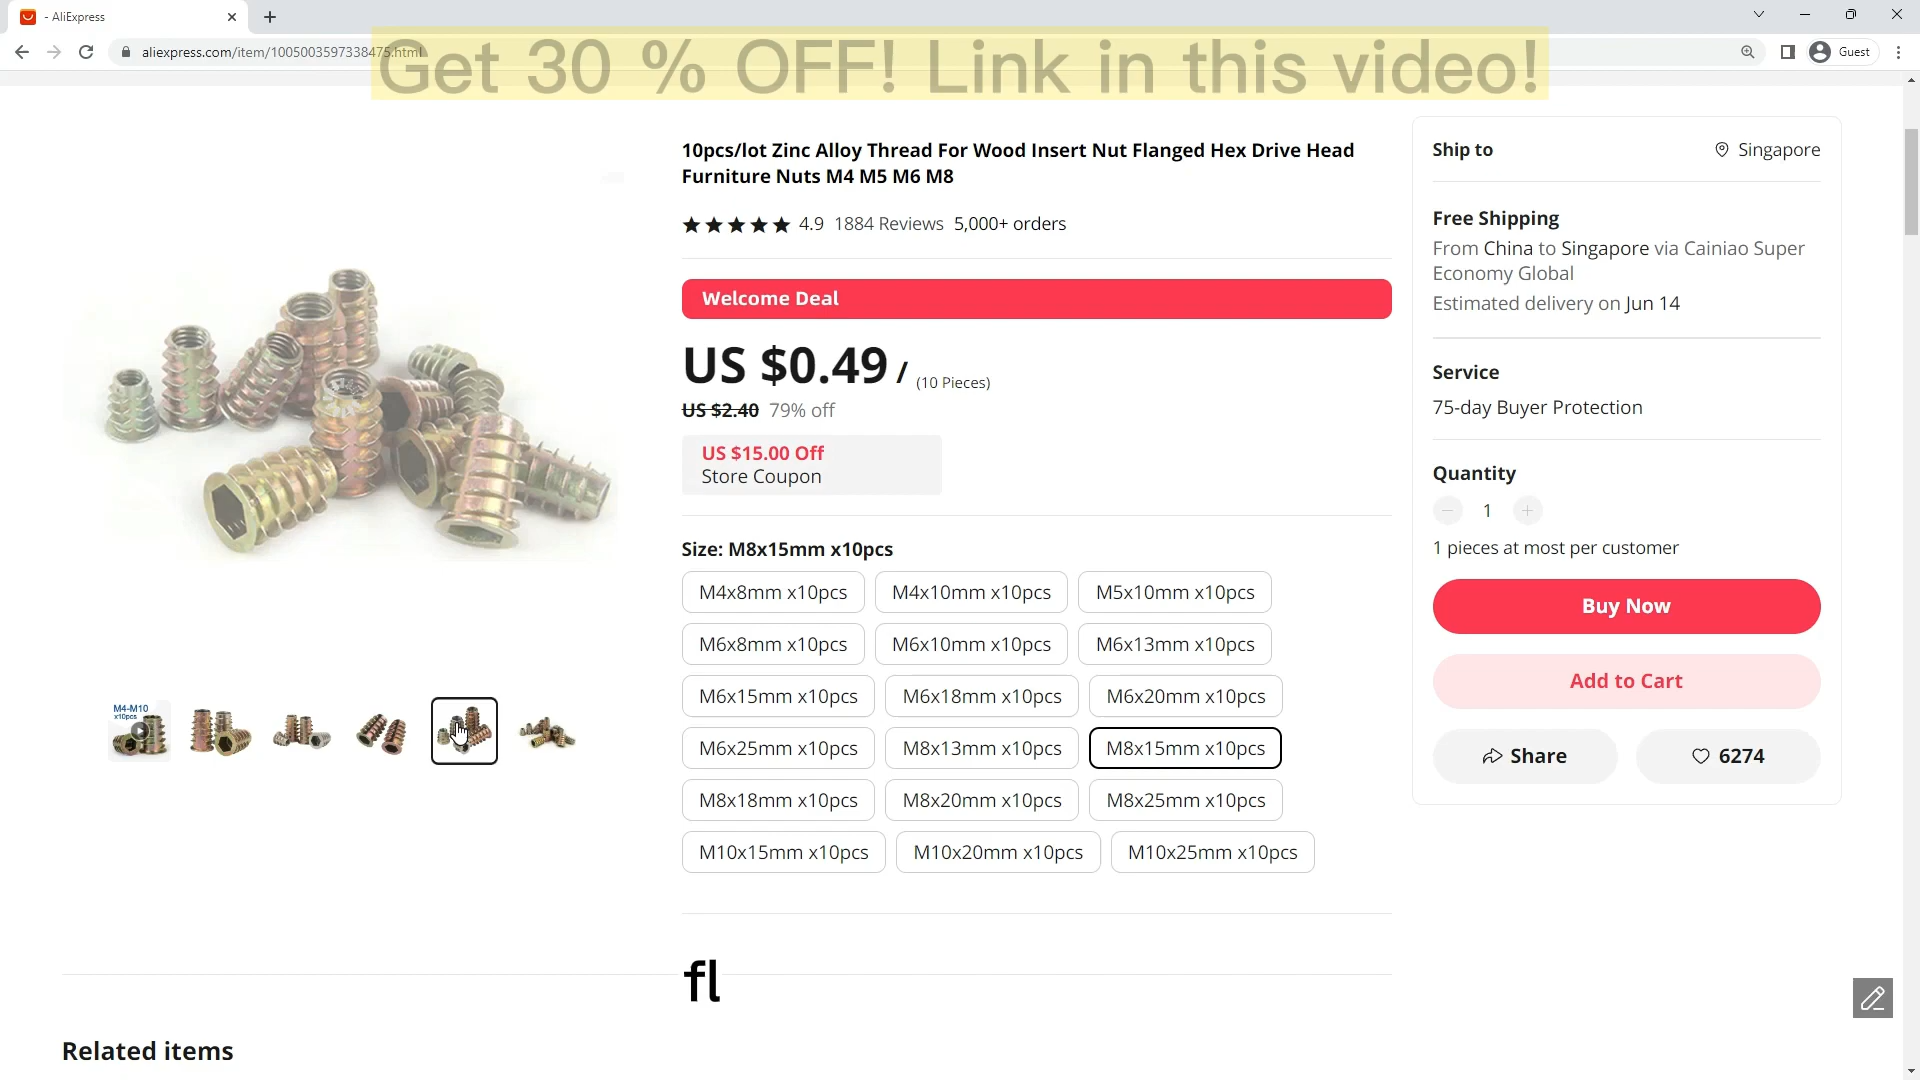 - AliExpress
aliexpress.com/item/1005003597338475.html
Guest
Get 30 % OFF! Link in this video!
10pcs/lot Zinc Alloy Thread For Wood Insert Nut Flanged Hex Drive Head
Furniture Nuts M4 M5 M6 M8
4.9 1884 Reviews 5,000+ orders
Welcome Deal
US $0.49 / (10 Pieces)
US $2.40 79% off
US $15.00 Off
Store Coupon
Size: M8x15mm x10pcs
M4x8mm x10pcs M4x10mm x10pcs M5x10mm x10pcs
M6x8mm x10pcs M6x10mm x10pcs M6x13mm x10pcs
M6x15mm x10pcs M6x18mm x10pcs M6x20mm x10pcs
M6x25mm x10pcs M8x13mm x10pcs M8x15mm x10pcs
M8x18mm x10pcs M8x20mm x10pcs M8x25mm x10pcs
M10x15mm x10pcs M10x20mm x10pcs M10x25mm x10pcs
M4-M10
x10pcs
Ship to Singapore
Free Shipping
From China to Singapore via Cainiao Super
Economy Global
Estimated delivery on Jun 14
Service
75-day Buyer Protection
Quantity
1
1 pieces at most per customer
Buy Now
Add to Cart
Share 6274
fl
Related items